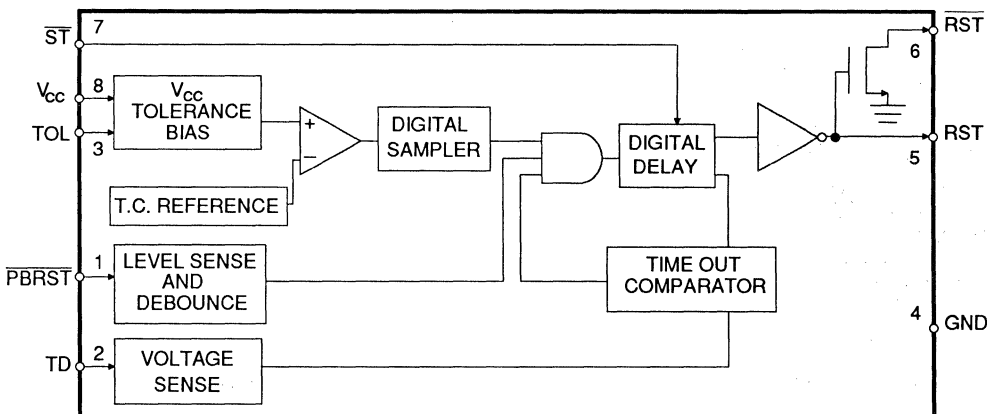 ST
7
RST
6
VCC
8
VCC
TOLERANCE
BIAS
TOL
3
+
−
DIGITAL
SAMPLER
DIGITAL
DELAY
RST
5
T.C. REFERENCE
PBRST
1
LEVEL SENSE
AND
DEBOUNCE
TIME OUT
COMPARATOR
4
GND
TD
2
VOLTAGE
SENSE